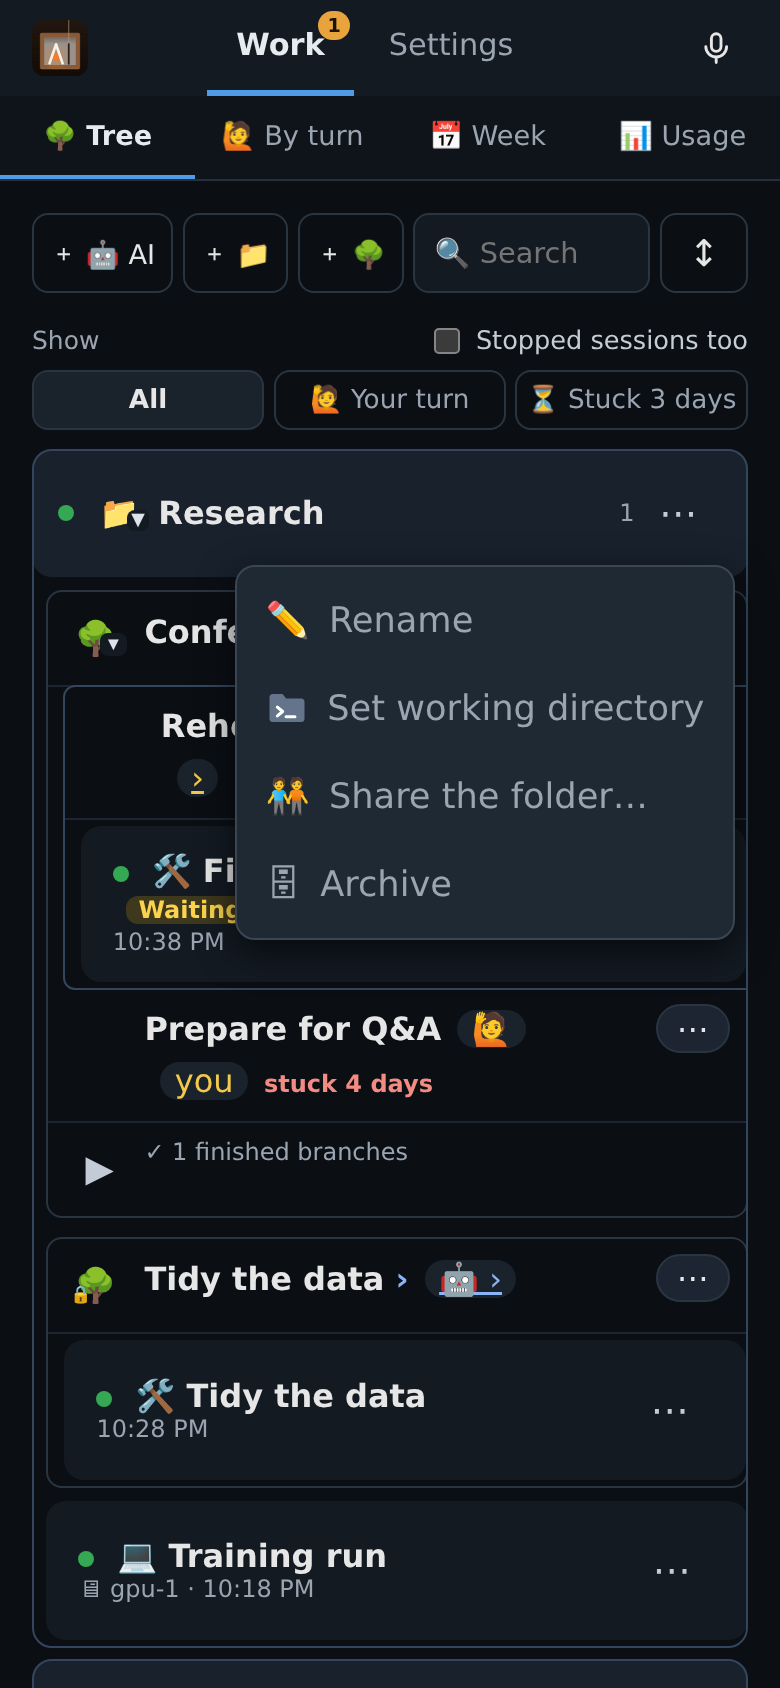 Work 1 Settings
Tree By turn Week Usage
+ AI + + Search
Show Stopped sessions too
All Your turn Stuck 3 days
Research 1 ...
Rename
Set working directory
Share the folder...
Archive
Waiting
10:38 PM
Prepare for Q&A ...
you stuck 4 days
✓ 1 finished branches
Tidy the data › › ...
Tidy the data ...
10:28 PM
Training run ...
gpu-1 · 10:18 PM